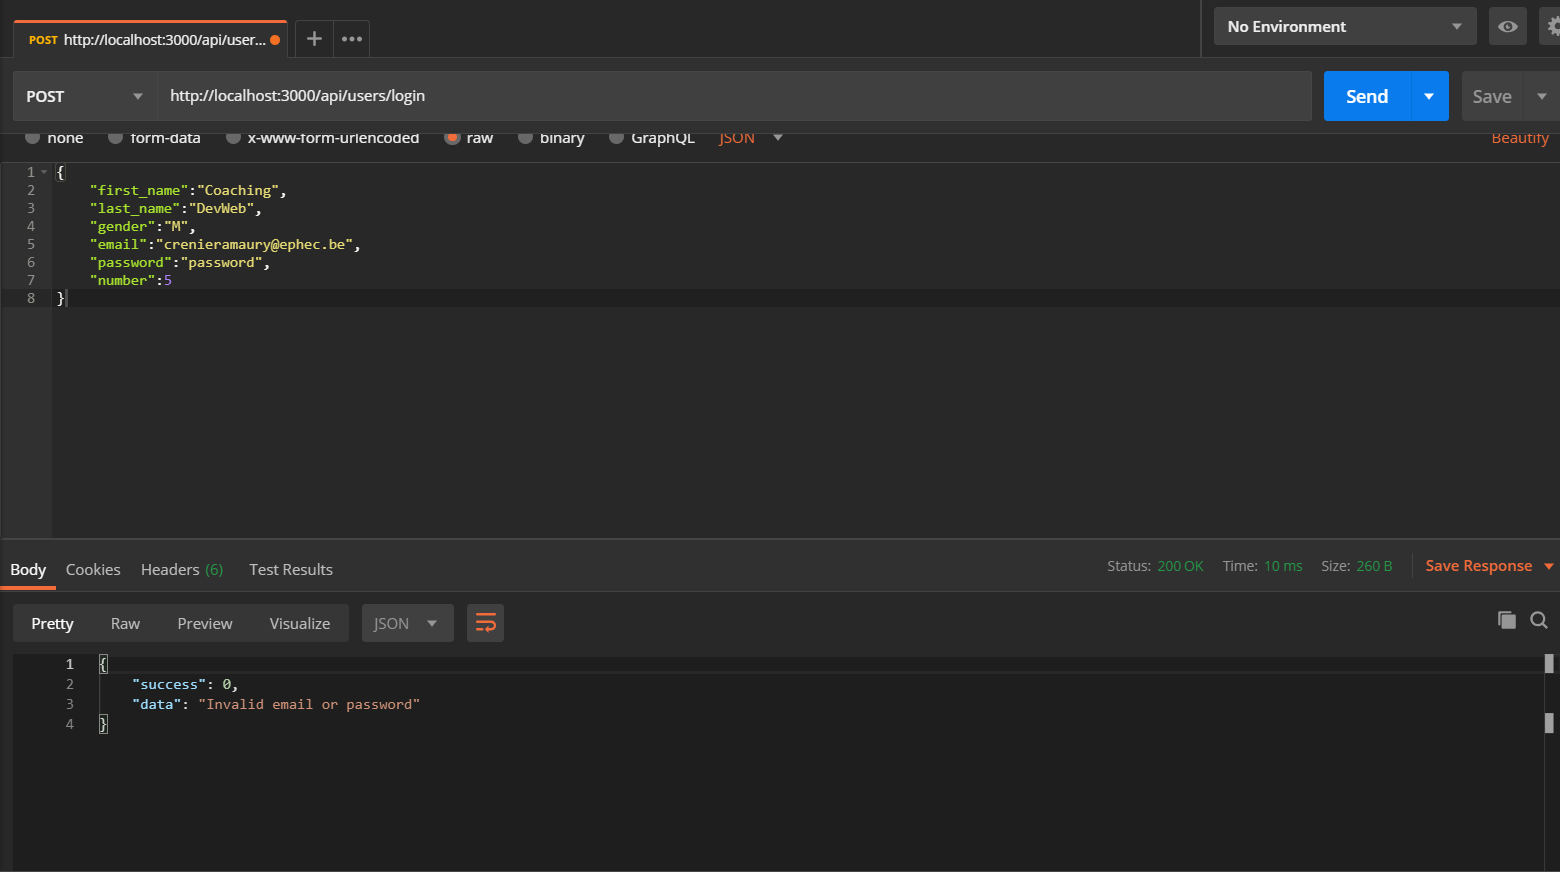 POST http://localhost:3000/api/user...
No Environment
POST http://localhost:3000/api/users/login Send Save
none form-data x-www-form-urlencoded raw binary GraphQL JSON Beautify
1 {
2 "first_name":"Coaching",
3 "last_name":"DevWeb",
4 "gender":"M",
5 "email":"crenieramaury@ephec.be",
6 "password":"password",
7 "number":5
8 }
Body Cookies Headers (6) Test Results Status: 200 OK Time: 10 ms Size: 260 B Save Response
Pretty Raw Preview Visualize JSON
1 {
2 "success": 0,
3 "data": "Invalid email or password"
4 }